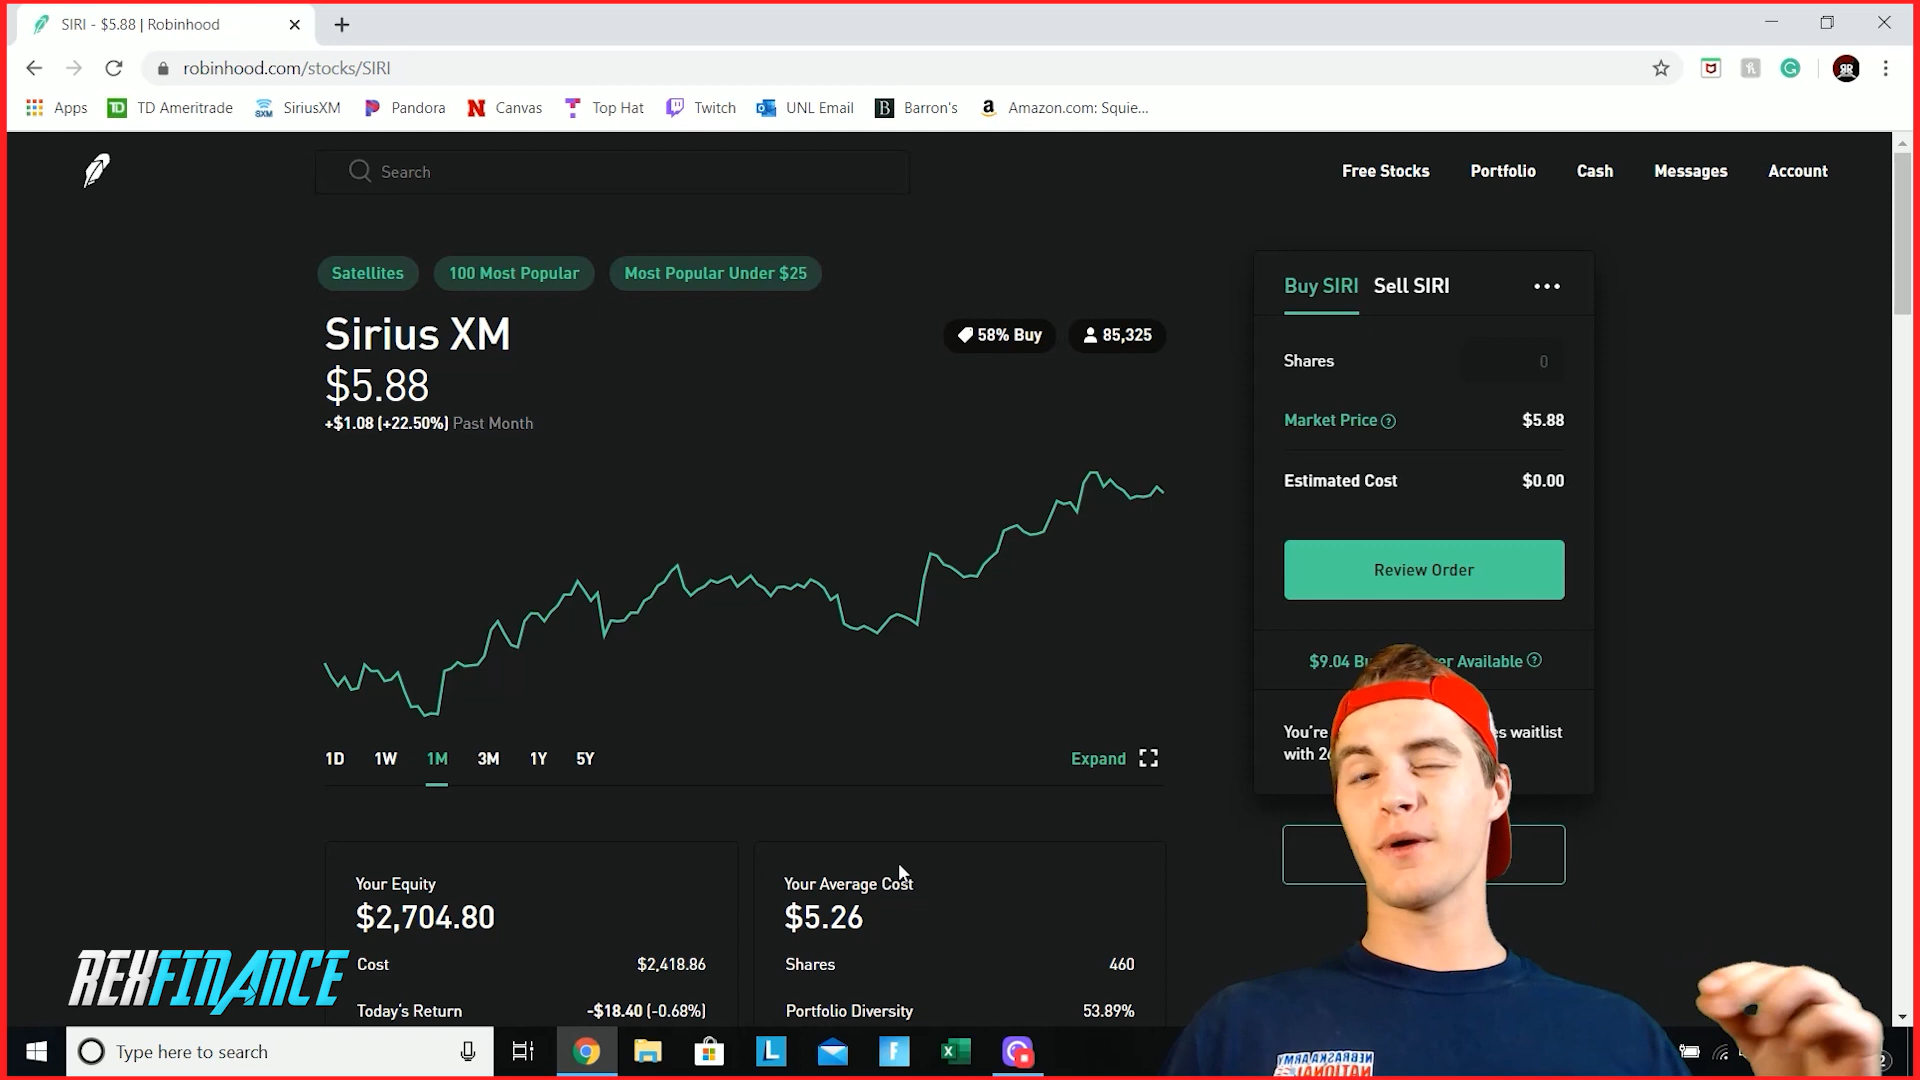 SIRI - $5.88 | Robinhood
robinhood.com/stocks/SIRI
Apps
TD Ameritrade
SiriusXM
Pandora
Canvas
Top Hat
Twitch
UNL Email
Barron's
Amazon.com: Squie...
Search
Free Stocks
Portfolio
Cash
Messages
Account
Satellites
100 Most Popular
Most Popular Under $25
Sirius XM
58% Buy
85,325
$5.88
+$1.08 (+22.50%) Past Month
Buy SIRI
Sell SIRI
Shares 0
Market Price $5.88
Estimated Cost $0.00
Review Order
$9.04 Available
You're waitlist
with
1D 1W 1M 3M 1Y 5Y
Expand
Your Equity
$2,704.80
Cost $2,418.86
Today's Return -$18.40 (-0.68%)
Your Average Cost
$5.26
Shares 460
Portfolio Diversity 53.89%
REXFINANCE
Type here to search
NEBRASKA ARMY
NATIONAL